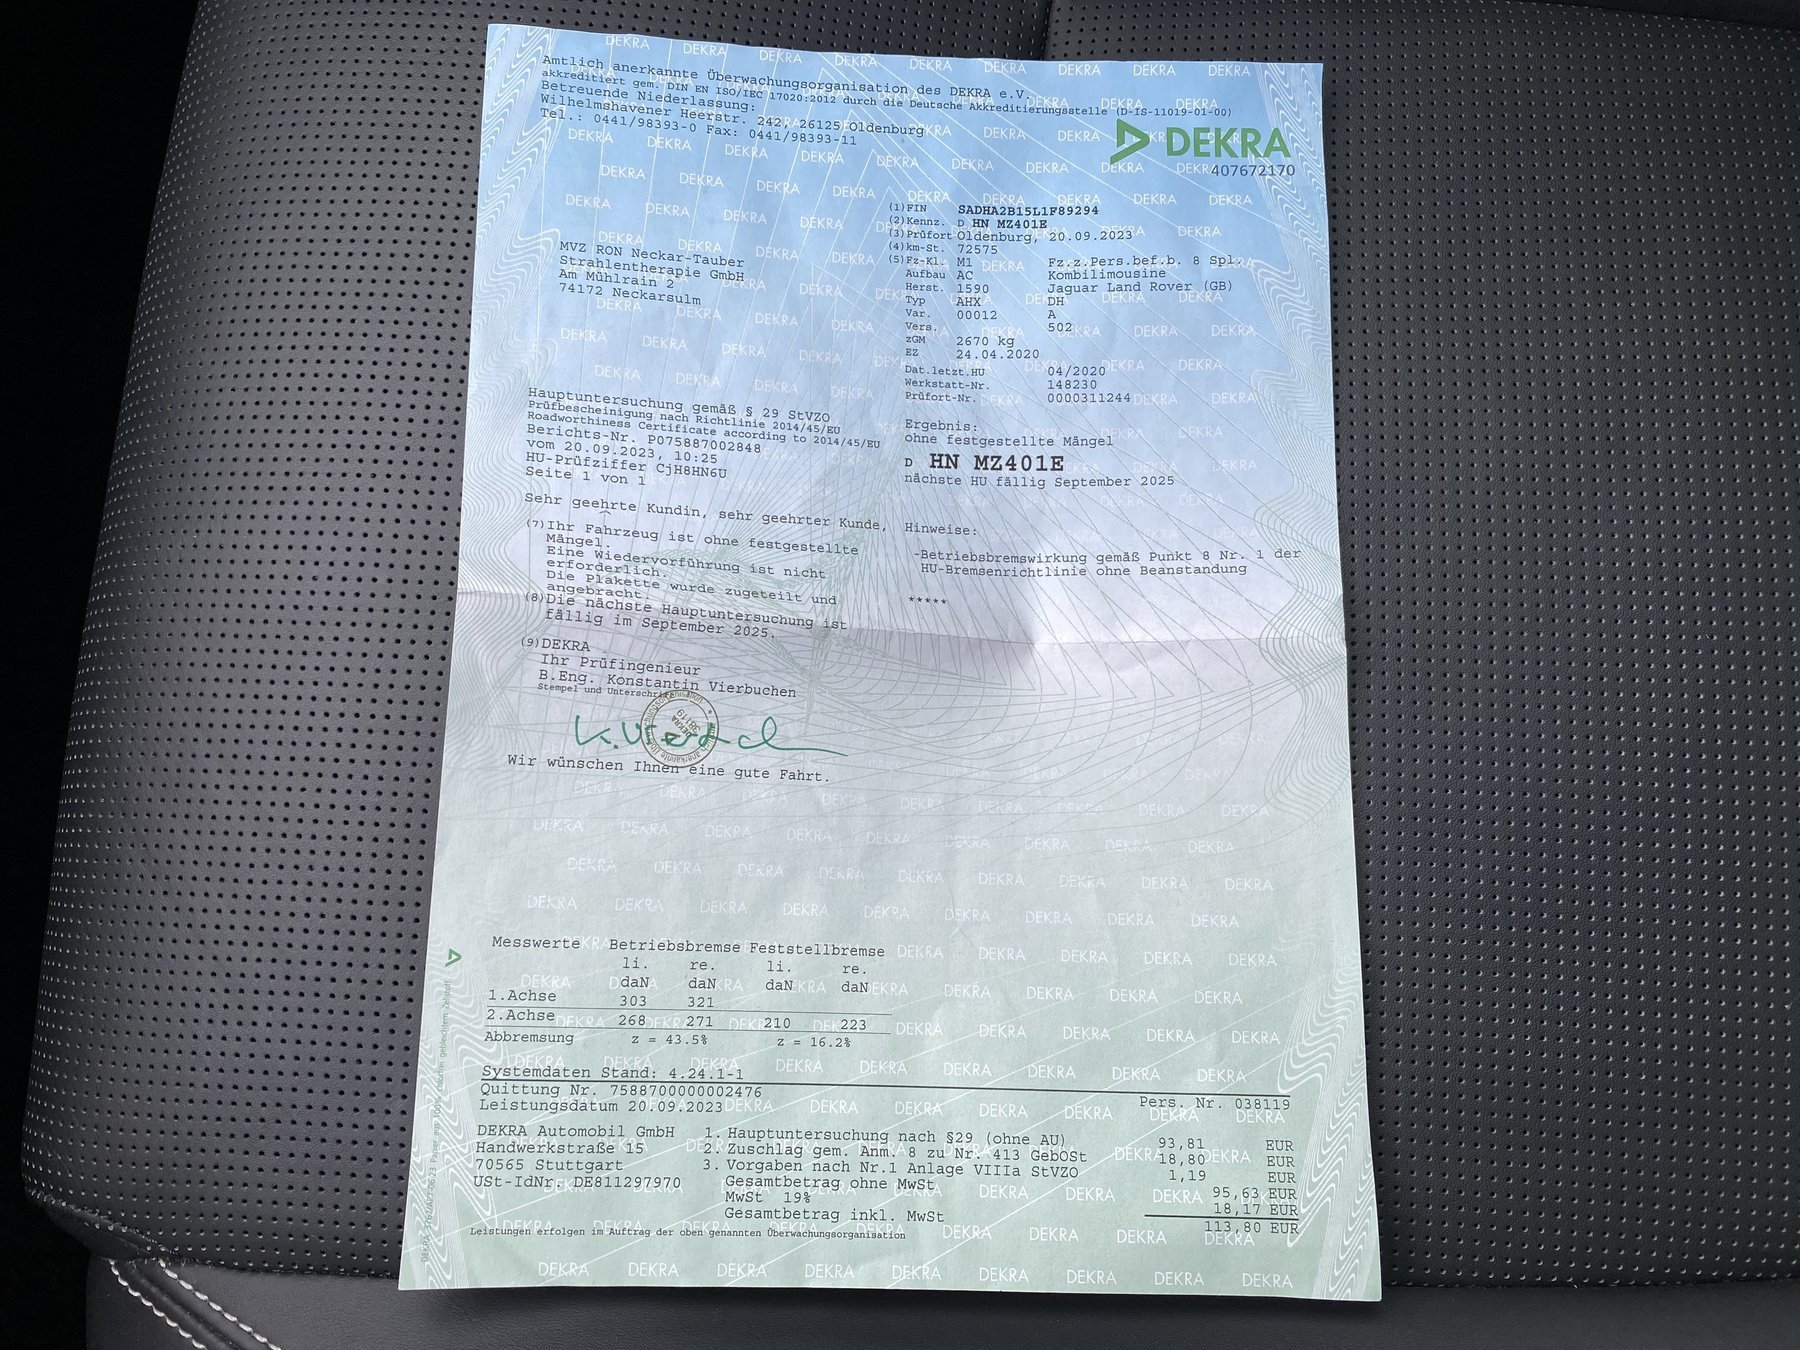 Amtlich anerkannte Überwachungsorganisation des DEKRA e.V.
akkreditiert gem. DIN EN ISO/IEC 17020:2012 durch die Deutsche Akkreditierungsstelle (D-IS-11019-01-00)
Betreuende Niederlassung:
Wilhelmshavener Heerstr. 242, 26125 Oldenburg
Tel.: 0441/98393-0 Fax: 0441/98393-11
DEKRA
407672170
MVZ RON Neckar-Tauber
Strahlentherapie GmbH
Am Mühlrain 2
74172 Neckarsulm
(1)FIN SADHA2B15L1F89294
(2)Kennz. D HN MZ401E
(3)Prüfort Oldenburg, 20.09.2023
(4)km-St. 72575
(5)Fz-Kl. M1 Fz.z.Pers.bef.b. 8 Spl.
Aufbau AC Kombilimousine
Herst. 1590 Jaguar Land Rover (GB)
Typ AHX DH
Var. 00012 A
Vers. 502
zGM 2670 kg
EZ 24.04.2020
Dat.letzt.HU 04/2020
Werkstatt-Nr. 148230
Prüfort-Nr. 0000311244
Hauptuntersuchung gemäß § 29 StVZO
Prüfbescheinigung nach Richtlinie 2014/45/EU
Roadworthiness Certificate according to 2014/45/EU
Berichts-Nr. P075887002848
vom 20.09.2023, 10:25
HU-Prüfziffer CjH8HN6U
Seite 1 von 1
Ergebnis:
ohne festgestellte Mängel
D HN MZ401E
nächste HU fällig September 2025
Sehr geehrte Kundin, sehr geehrter Kunde,
(7)Ihr Fahrzeug ist ohne festgestellte
Mängel.
Eine Wiedervorführung ist nicht
erforderlich.
Die Plakette wurde zugeteilt und
angebracht.
(8)Die nächste Hauptuntersuchung ist
fällig im September 2025.
Hinweise:
-Betriebsbremswirkung gemäß Punkt 8 Nr. 1 der
HU-Bremsenrichtlinie ohne Beanstandung
*****
(9)DEKRA
Ihr Prüfingenieur
B.Eng. Konstantin Vierbuchen
Stempel und Unterschrift
DEKRA
38119
Wir wünschen Ihnen eine gute Fahrt.
Messwerte Betriebsbremse Feststellbremse
li. re. li. re.
daN daN daN daN
1.Achse 303 321
2.Achse 268 271 210 223
Abbremsung z = 43.5% z = 16.2%
Systemdaten Stand: 4.24.1-1
Quittung Nr. 7588700000002476
Leistungsdatum 20.09.2023
Pers. Nr. 038119
DEKRA Automobil GmbH
Handwerkstraße 15
70565 Stuttgart
USt-IdNr. DE811297970
1. Hauptuntersuchung nach §29 (ohne AU) 93,81 EUR
2. Zuschlag gem. Anm. 8 zu Nr. 413 GebOSt 18,80 EUR
3. Vorgaben nach Nr.1 Anlage VIIIa StVZO 1,19 EUR
Gesamtbetrag ohne MwSt. 95,63 EUR
MwSt 19% 18,17 EUR
Gesamtbetrag inkl. MwSt 113,80 EUR
Leistungen erfolgen im Auftrag der oben genannten Überwachungsorganisation